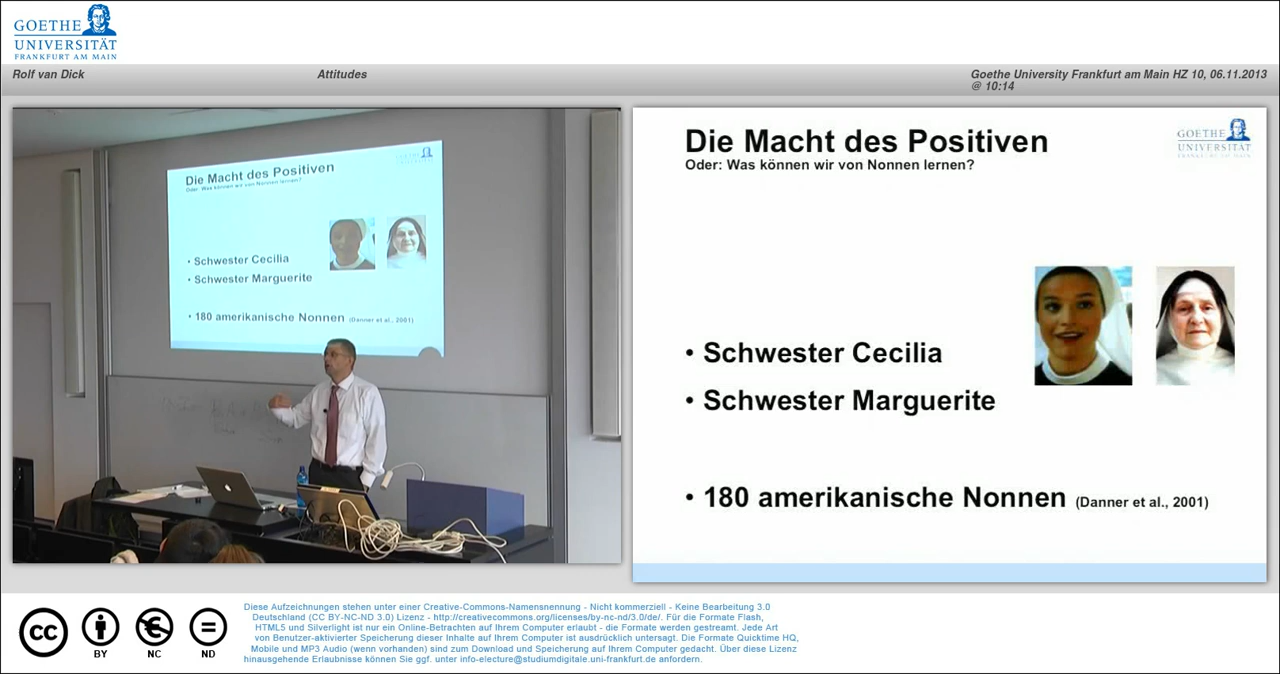 GOETHE
UNIVERSITÄT
FRANKFURT AM MAIN
Rolf van Dick
Attitudes
Goethe University Frankfurt am Main HZ 10, 06.11.2013
@ 10:14
Die Macht des Positiven
Oder: Was können wir von Nonnen lernen?
• Schwester Cecilia
• Schwester Marguerite
• 180 amerikanische Nonnen (Danner et al., 2001)
Die Macht des Positiven
Oder: Was können wir von Nonnen lernen?
GOETHE
UNIVERSITÄT
FRANKFURT AM MAIN
• Schwester Cecilia
• Schwester Marguerite
• 180 amerikanische Nonnen (Danner et al., 2001)
cc
BY
NC
ND
Diese Aufzeichnungen stehen unter einer Creative-Commons-Namensnennung - Nicht kommerziell - Keine Bearbeitung 3.0
Deutschland (CC BY-NC-ND 3.0) Lizenz - http://creativecommons.org/licenses/by-nc-nd/3.0/de/. Für die Formate Flash,
HTML5 und Silverlight ist nur ein Online-Betrachten auf Ihrem Computer erlaubt - die Formate werden gestreamt. Jede Art
von Benutzer-aktivierter Speicherung dieser Inhalte auf Ihrem Computer ist ausdrücklich untersagt. Die Formate Quicktime HQ,
Mobile und MP3 Audio (wenn vorhanden) sind zum Download und Speicherung auf Ihrem Computer gedacht. Über diese Lizenz
hinausgehende Erlaubnisse können Sie ggf. unter info-electure@studiumdigitale.uni-frankfurt.de anfordern.